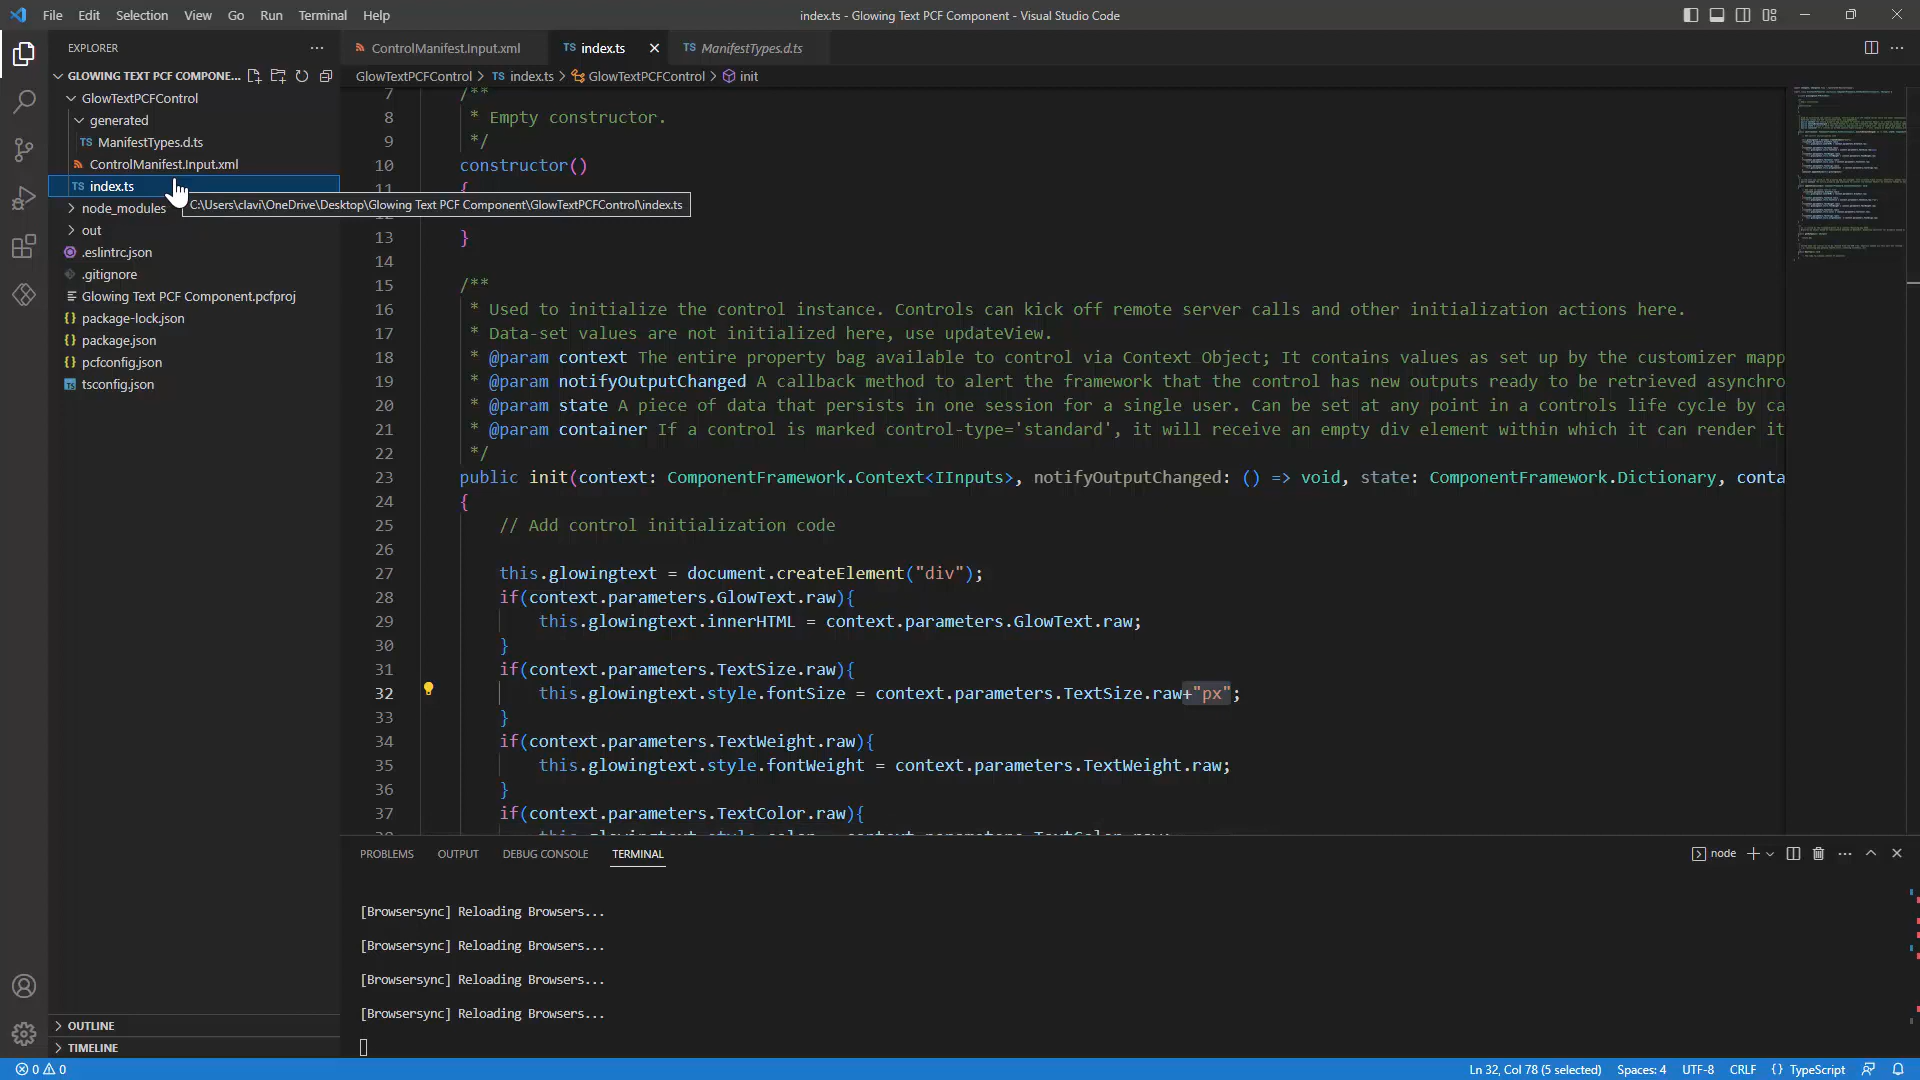 File Edit Selection View Go Run Terminal Help
index.ts - Glowing Text PCF Component - Visual Studio Code
EXPLORER
GLOWING TEXT PCF COMPONE...
GlowTextPCFControl
generated
TS ManifestTypes.d.ts
ControlManifest.Input.xml
TS index.ts
node_modules
out
.eslintrc.json
.gitignore
Glowing Text PCF Component.pcfproj
{} package-lock.json
{} package.json
{} pcfconfig.json
TS tsconfig.json
OUTLINE
TIMELINE
C:\Users\clavi\OneDrive\Desktop\Glowing Text PCF Component\GlowTextPCFControl\index.ts
ControlManifest.Input.xml
TS index.ts
TS ManifestTypes.d.ts
GlowTextPCFControl > TS index.ts > GlowTextPCFControl > init
7 /**
8 * Empty constructor.
9 */
10 constructor()
11 {
13 }
14
15 /**
16 * Used to initialize the control instance. Controls can kick off remote server calls and other initialization actions here.
17 * Data-set values are not initialized here, use updateView.
18 * @param context The entire property bag available to control via Context Object; It contains values as set up by the customizer mapp
19 * @param notifyOutputChanged A callback method to alert the framework that the control has new outputs ready to be retrieved asynchro
20 * @param state A piece of data that persists in one session for a single user. Can be set at any point in a controls life cycle by ca
21 * @param container If a control is marked control-type='standard', it will receive an empty div element within which it can render it
22 */
23 public init(context: ComponentFramework.Context<IInputs>, notifyOutputChanged: () => void, state: ComponentFramework.Dictionary, conta
24 {
25 // Add control initialization code
26
27 this.glowingtext = document.createElement("div");
28 if(context.parameters.GlowText.raw){
29 this.glowingtext.innerHTML = context.parameters.GlowText.raw;
30 }
31 if(context.parameters.TextSize.raw){
32 this.glowingtext.style.fontSize = context.parameters.TextSize.raw+"px";
33 }
34 if(context.parameters.TextWeight.raw){
35 this.glowingtext.style.fontWeight = context.parameters.TextWeight.raw;
36 }
37 if(context.parameters.TextColor.raw){
PROBLEMS OUTPUT DEBUG CONSOLE TERMINAL
node
[Browsersync] Reloading Browsers...
[Browsersync] Reloading Browsers...
[Browsersync] Reloading Browsers...
[Browsersync] Reloading Browsers...
0 0
Ln 32, Col 78 (5 selected) Spaces: 4 UTF-8 CRLF {} TypeScript